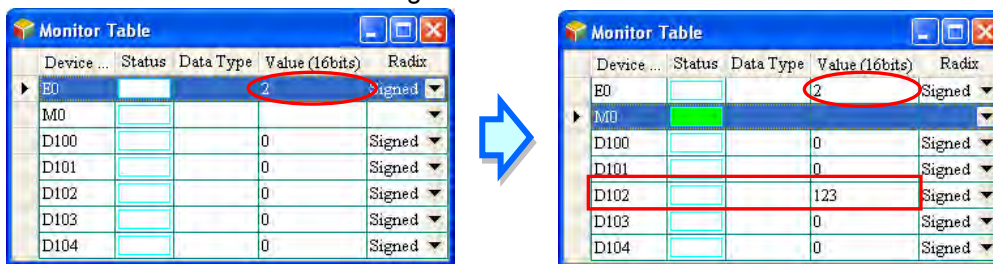 Monitor Table
Device ... Status Data Type Value (16bits) Radix
E0 2 Signed
M0
D100 0 Signed
D101 0 Signed
D102 0 Signed
D103 0 Signed
D104 0 Signed
Monitor Table
Device ... Status Data Type Value (16bits) Radix
E0 2 Signed
M0
D100 0 Signed
D101 0 Signed
D102 123 Signed
D103 0 Signed
D104 0 Signed